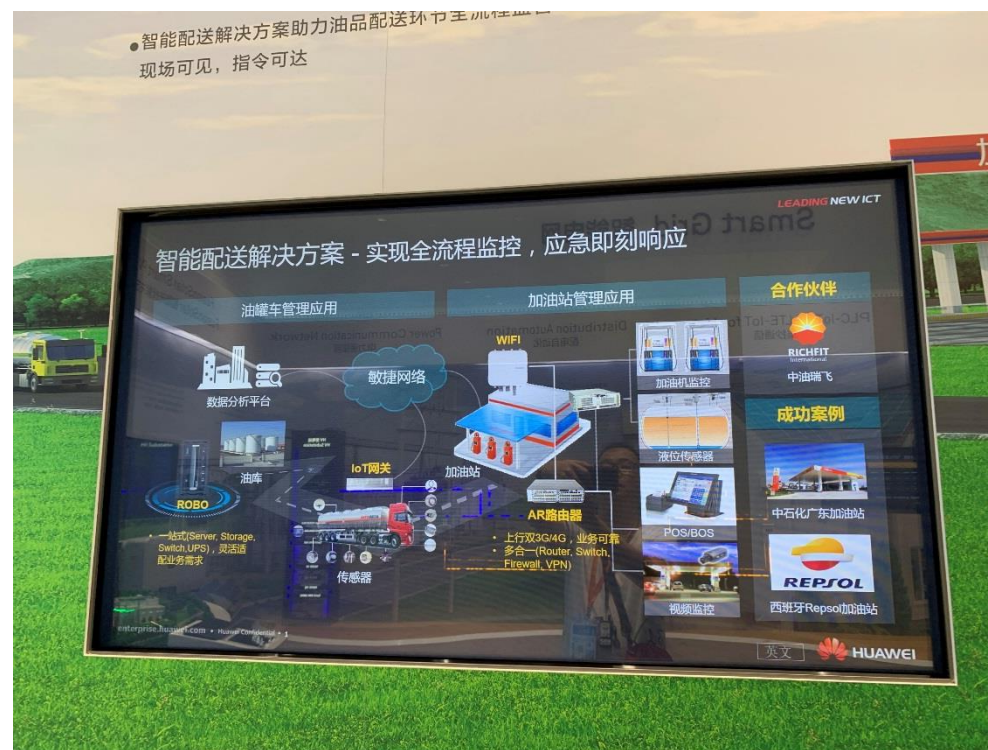 ●智能配送解决方案助力油品配送环节全流程监管
现场可见，指令可达
LEADING NEW ICT
智能配送解决方案 - 实现全流程监控，应急即刻响应
油罐车管理应用
加油站管理应用
合作伙伴
WIFI
敏捷网络
数据分析平台
加油机监控
RICHFIT
International
中油瑞飞
成功案例
油库
IoT网关
加油站
液位传感器
ROBO
AR路由器
POS/BOS
中石化广东加油站
• 一站式(Server, Storage,
Switch,UPS)，灵活适
配业务需求
• 上行双3G/4G，业务可靠
• 多合一(Router, Switch,
Firewall, VPN)
传感器
视频监控
REPSOL
西班牙Repsol加油站
enterprise.huawei.com • Huawei Confidential • 1
英文
HUAWEI